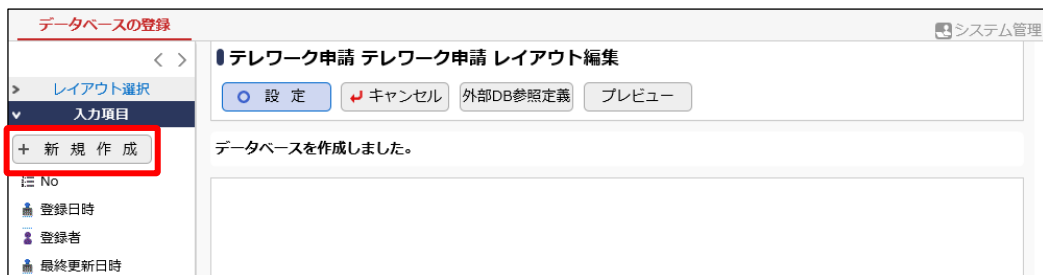 データベースの登録
システム管理
< >
テレワーク申請 テレワーク申請 レイアウト編集
レイアウト選択
設 定 キャンセル 外部DB参照定義 プレビュー
入力項目
+ 新 規 作 成
データベースを作成しました。
No
登録日時
登録者
最終更新日時